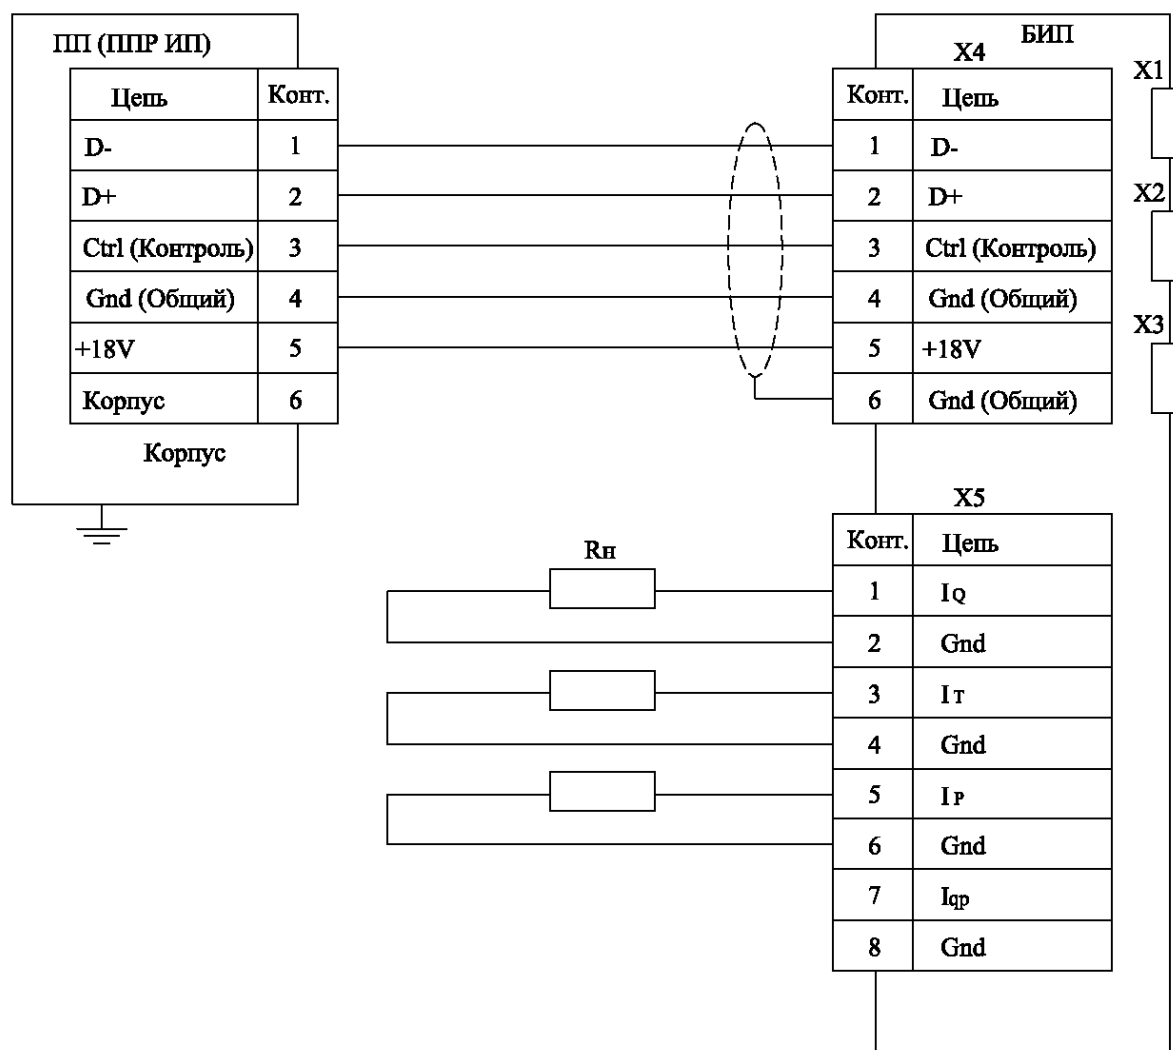 ПП (ППР ИП)
Цепь Конт.
D- 1
D+ 2
Ctrl (Контроль) 3
Gnd (Общий) 4
+18V 5
Корпус 6
Корпус
БИП
X4
Конт. Цепь
1 D-
2 D+
3 Ctrl (Контроль)
4 Gnd (Общий)
5 +18V
6 Gnd (Общий)
X1
X2
X3
X5
Конт. Цепь
Rн
1 IQ
2 Gnd
3 IT
4 Gnd
5 IP
6 Gnd
7 Iqp
8 Gnd